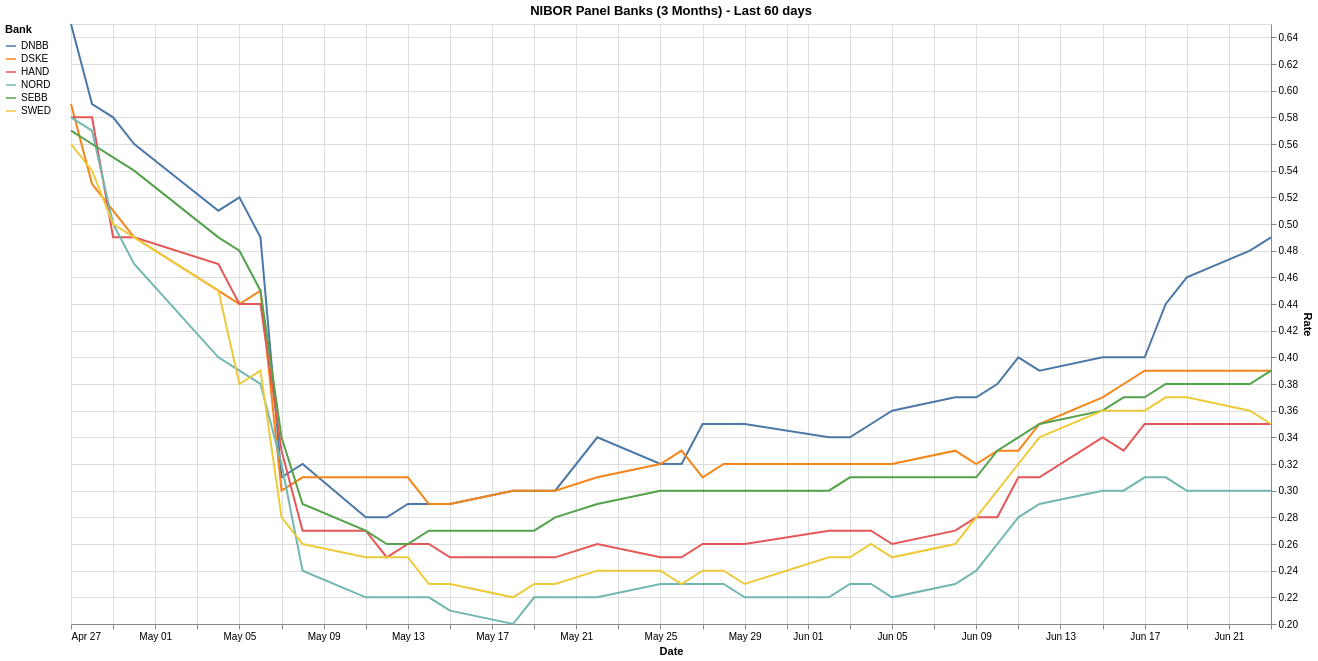 NIBOR Panel Banks (3 Months) - Last 60 days
Bank
DNBB
DSKE
HAND
NORD
SEBB
SWED
0.64
0.62
0.60
0.58
0.56
0.54
0.52
0.50
0.48
0.46
0.44
0.42
0.40
0.38
0.36
0.34
0.32
0.30
0.28
0.26
0.24
0.22
0.20
Rate
Apr 27 May 01 May 05 May 09 May 13 May 17 May 21 May 25 May 29 Jun 01 Jun 05 Jun 09 Jun 13 Jun 17 Jun 21
Date